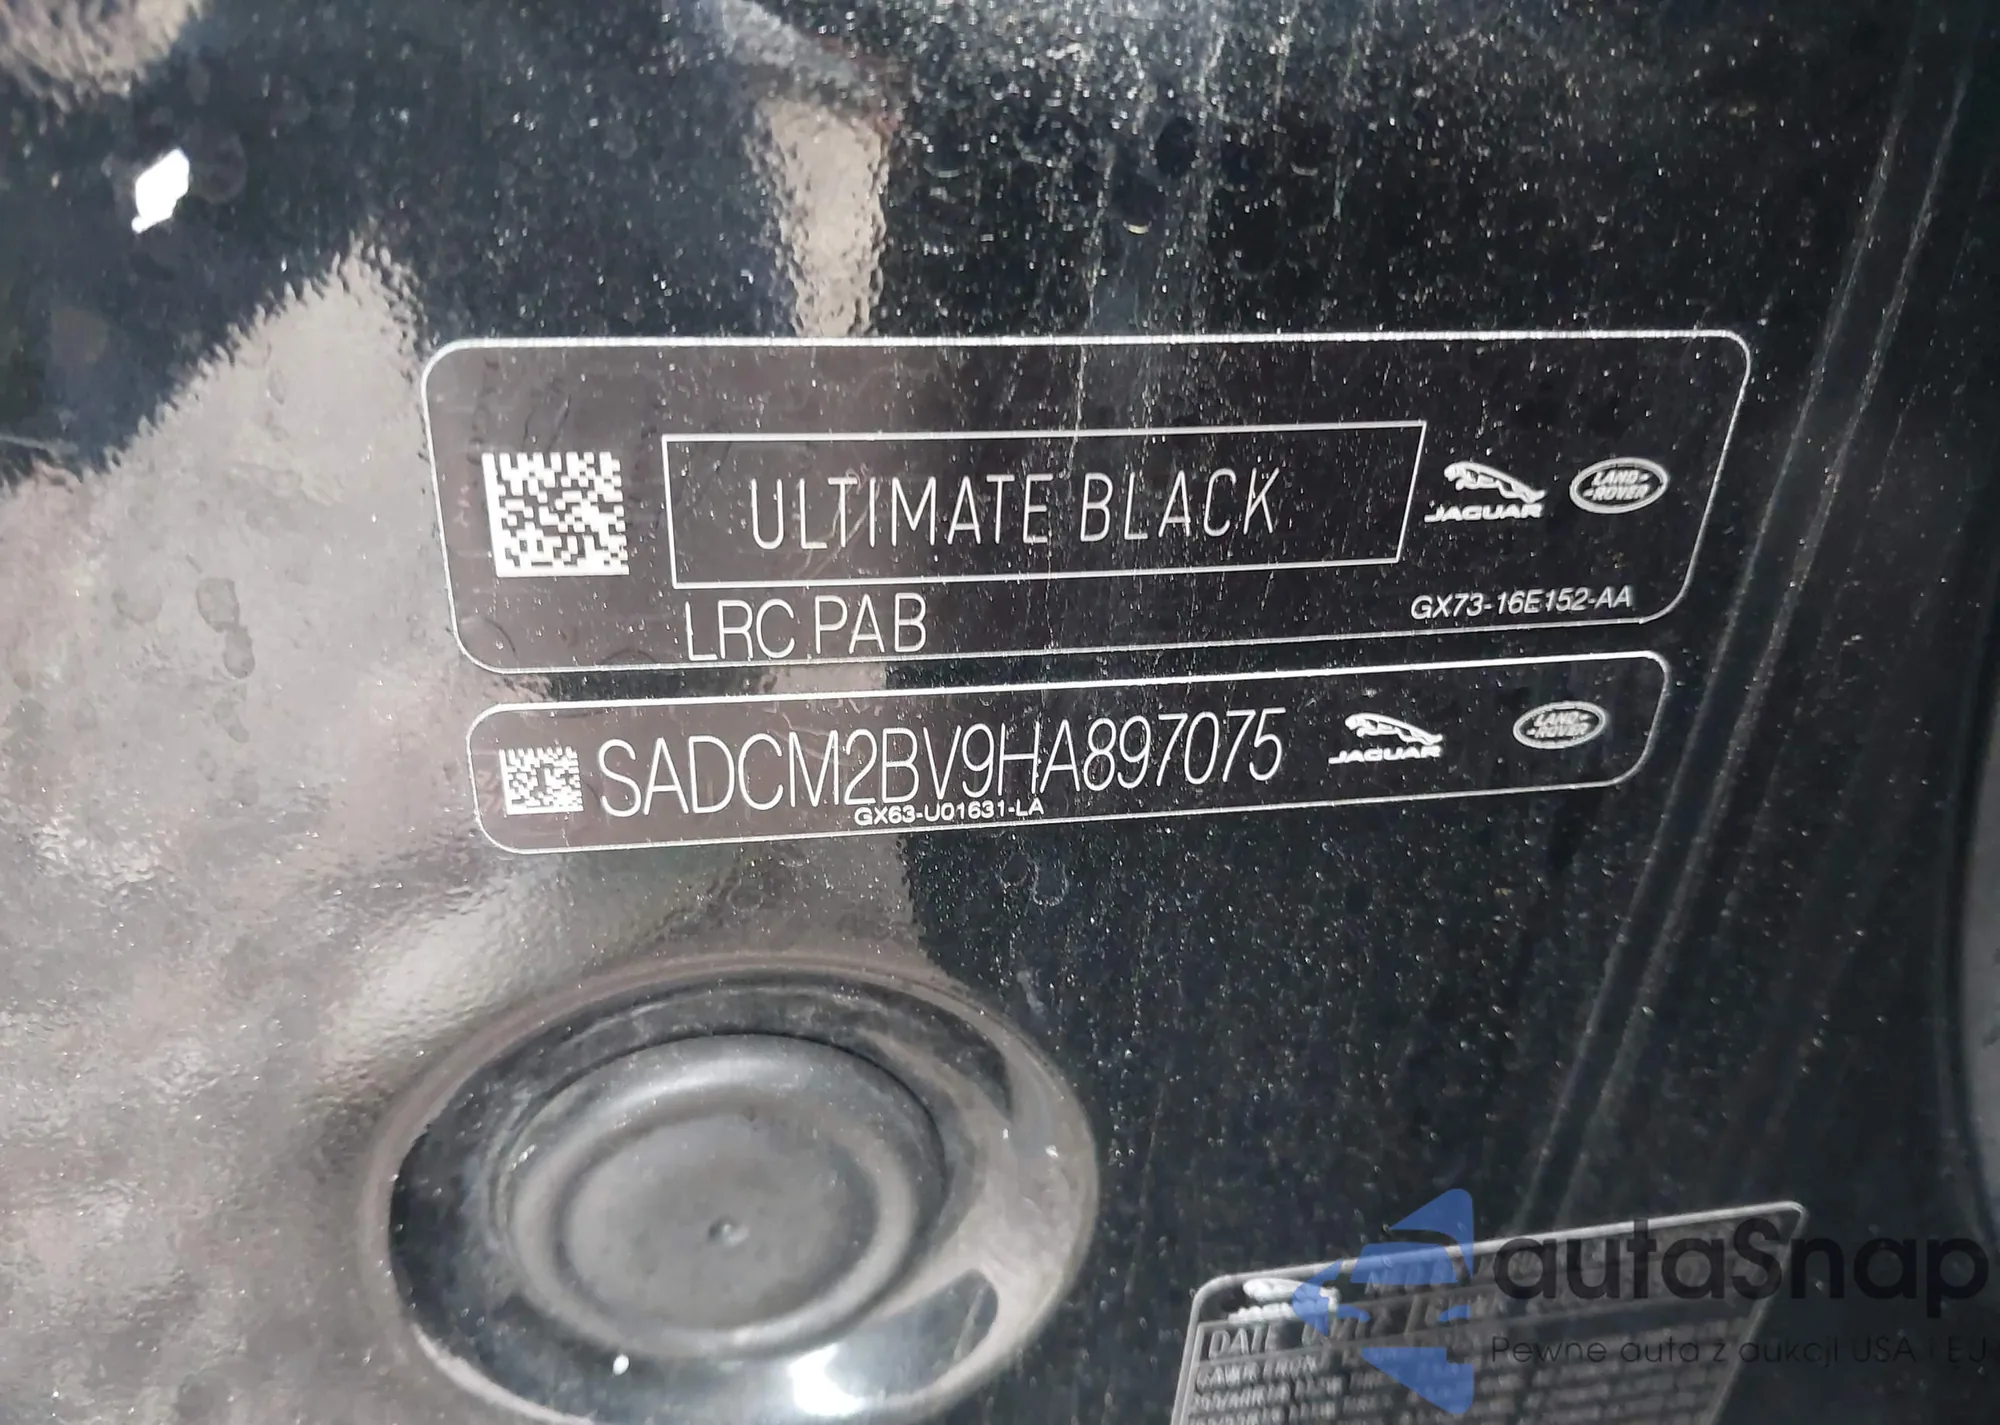 ULTIMATE BLACK
JAGUAR
LAND-
-ROVER
LRC PAB
GX73-16E152-AA
SADCM2BV9HA897075
JAGUAR
LAND-
-ROVER
GX63-U01631-LA
autaSnap
DATE
Pewne auta z aukcji USA i EU